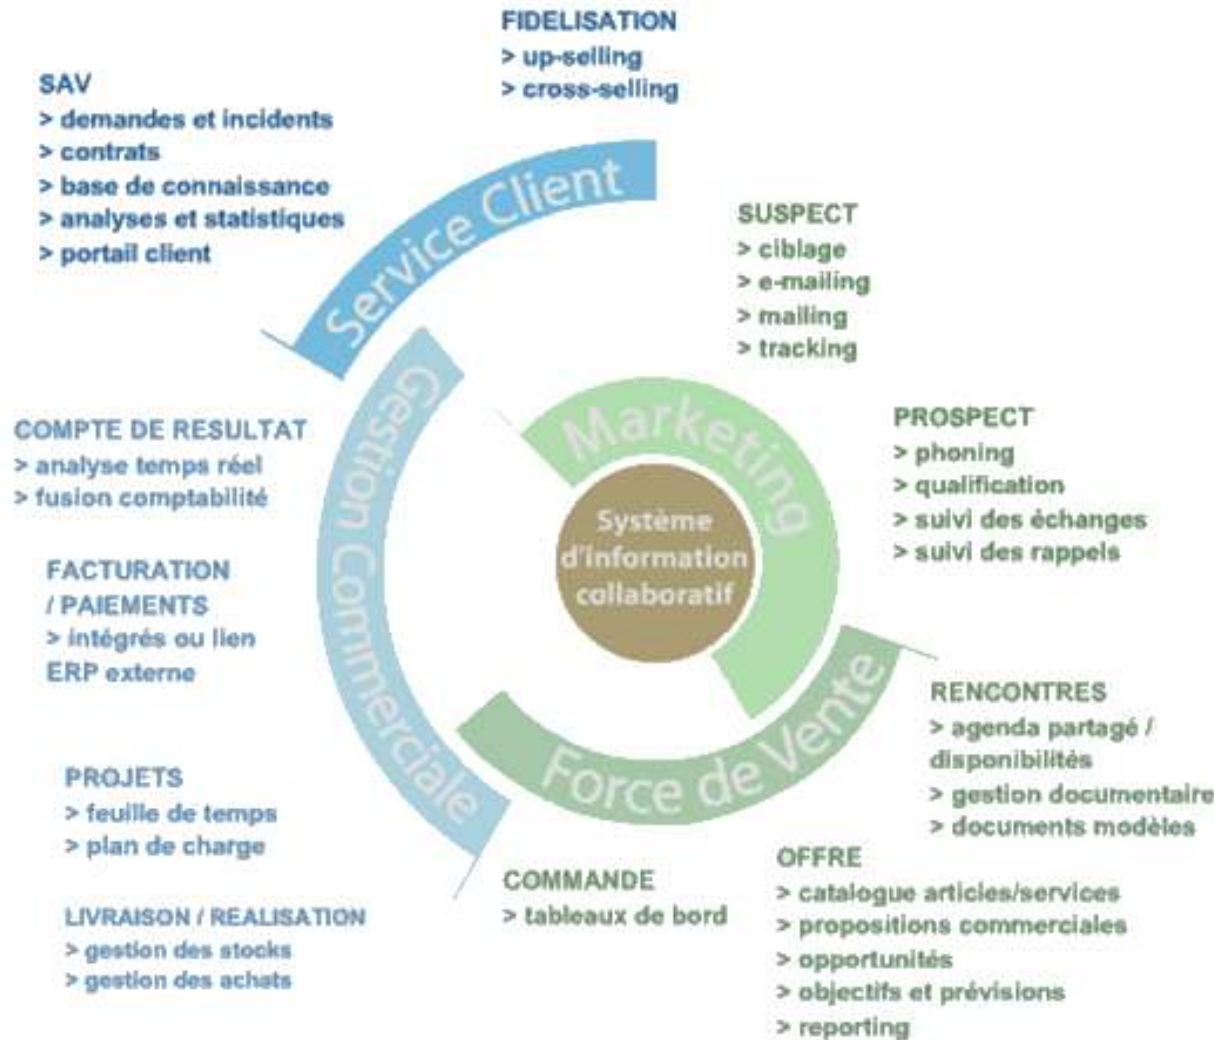 FIDELISATION
> up-selling
> cross-selling
SAV
> demandes et incidents
> contrats
> base de connaissance
> analyses et statistiques
> portail client
Service Client
SUSPECT
> ciblage
> e-mailing
> mailing
> tracking
Marketing
PROSPECT
> phoning
> qualification
> suivi des échanges
> suivi des rappels
Système
d'information
collaboratif
Gestion Commerciale
COMPTE DE RESULTAT
> analyse temps réel
> fusion comptabilité
FACTURATION
/ PAIEMENTS
> intégrés ou lien
ERP externe
PROJETS
> feuille de temps
> plan de charge
LIVRAISON / REALISATION
> gestion des stocks
> gestion des achats
Force de Vente
RENCONTRES
> agenda partagé /
disponibilités
> gestion documentaire
> documents modèles
COMMANDE
> tableaux de bord
OFFRE
> catalogue articles/services
> propositions commerciales
> opportunités
> objectifs et prévisions
> reporting